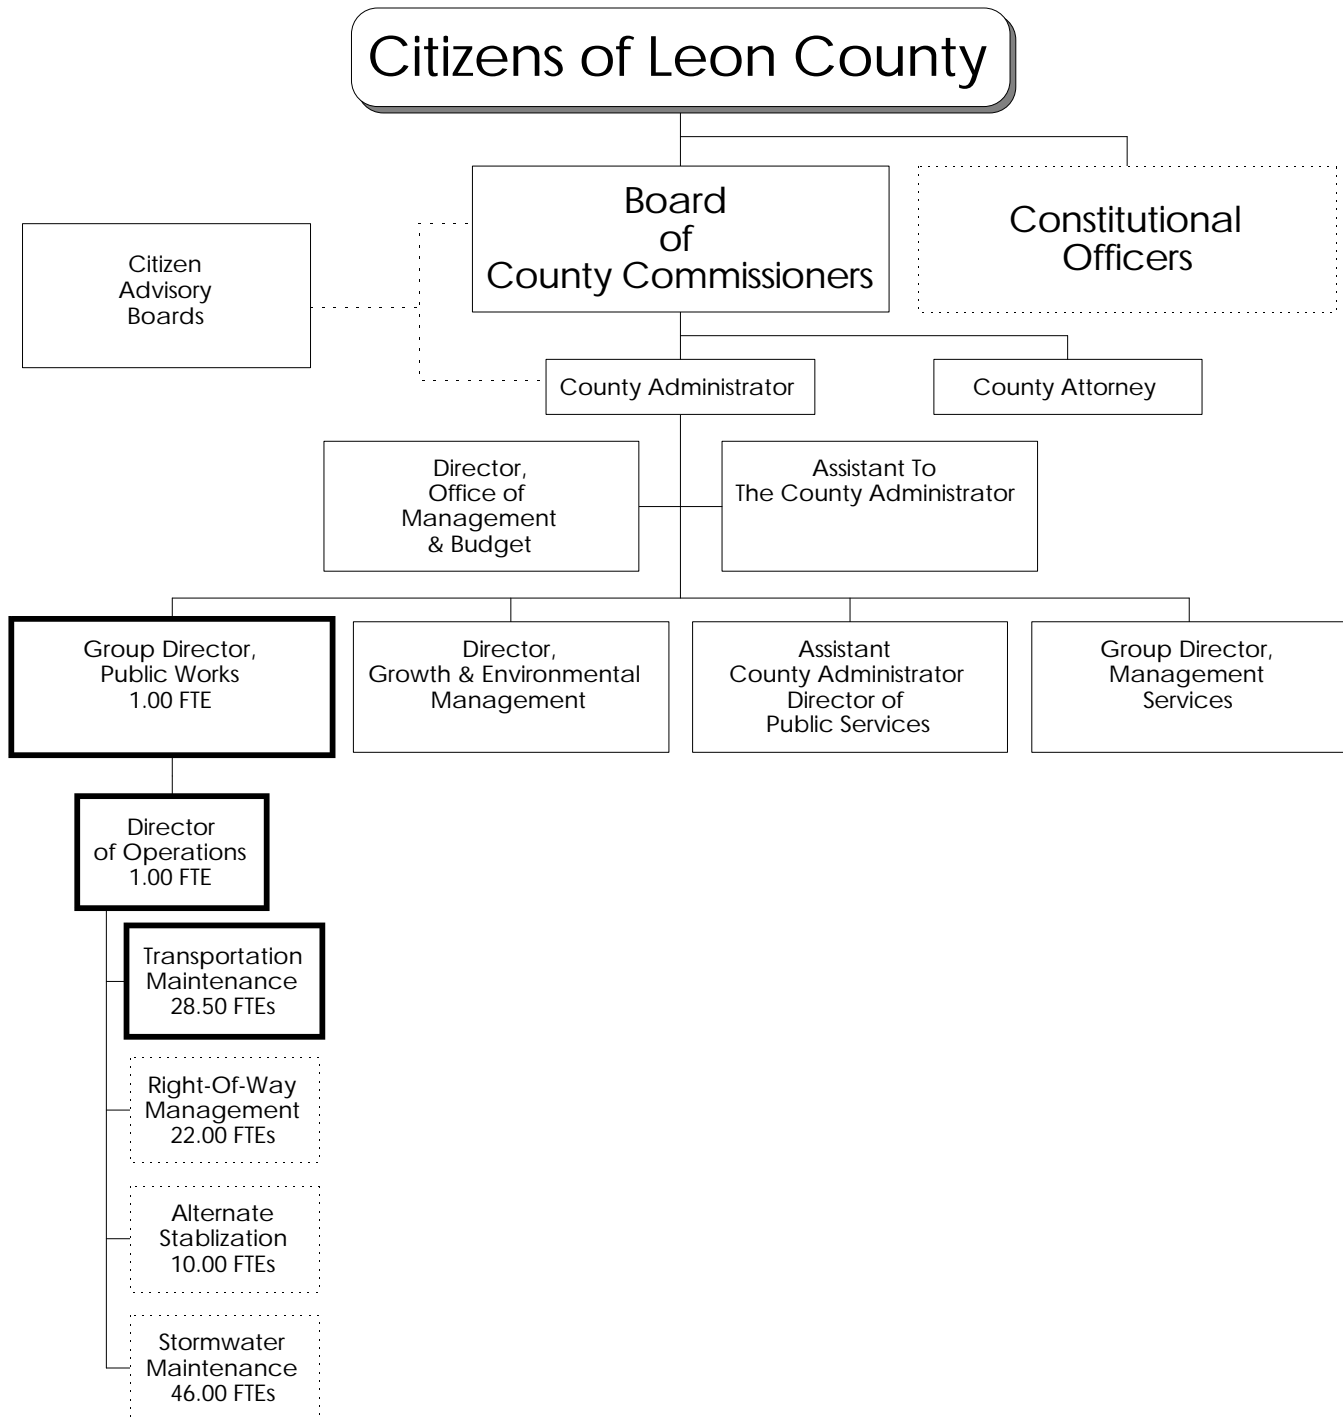 Citizens of Leon County
Board
of
County Commissioners
Constitutional
Officers
Citizen
Advisory
Boards
County Administrator
County Attorney
Director,
Office of
Management
& Budget
Assistant To
The County Administrator
Group Director,
Public Works
1.00 FTE
Director,
Growth & Environmental
Management
Assistant
County Administrator
Director of
Public Services
Group Director,
Management
Services
Director
of Operations
1.00 FTE
Transportation
Maintenance
28.50 FTEs
Right-Of-Way
Management
22.00 FTEs
Alternate
Stablization
10.00 FTEs
Stormwater
Maintenance
46.00 FTEs